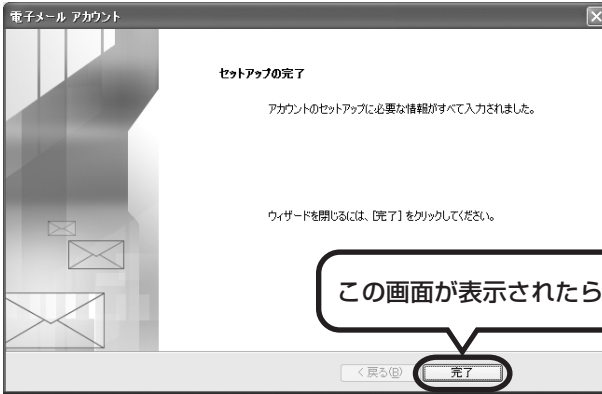 電子メール アカウント
セットアップの完了
アカウントのセットアップに必要な情報がすべて入力されました。
ウィザードを閉じるには、[完了] をクリックしてください。
この画面が表示されたら
< 戻る(B)
完了